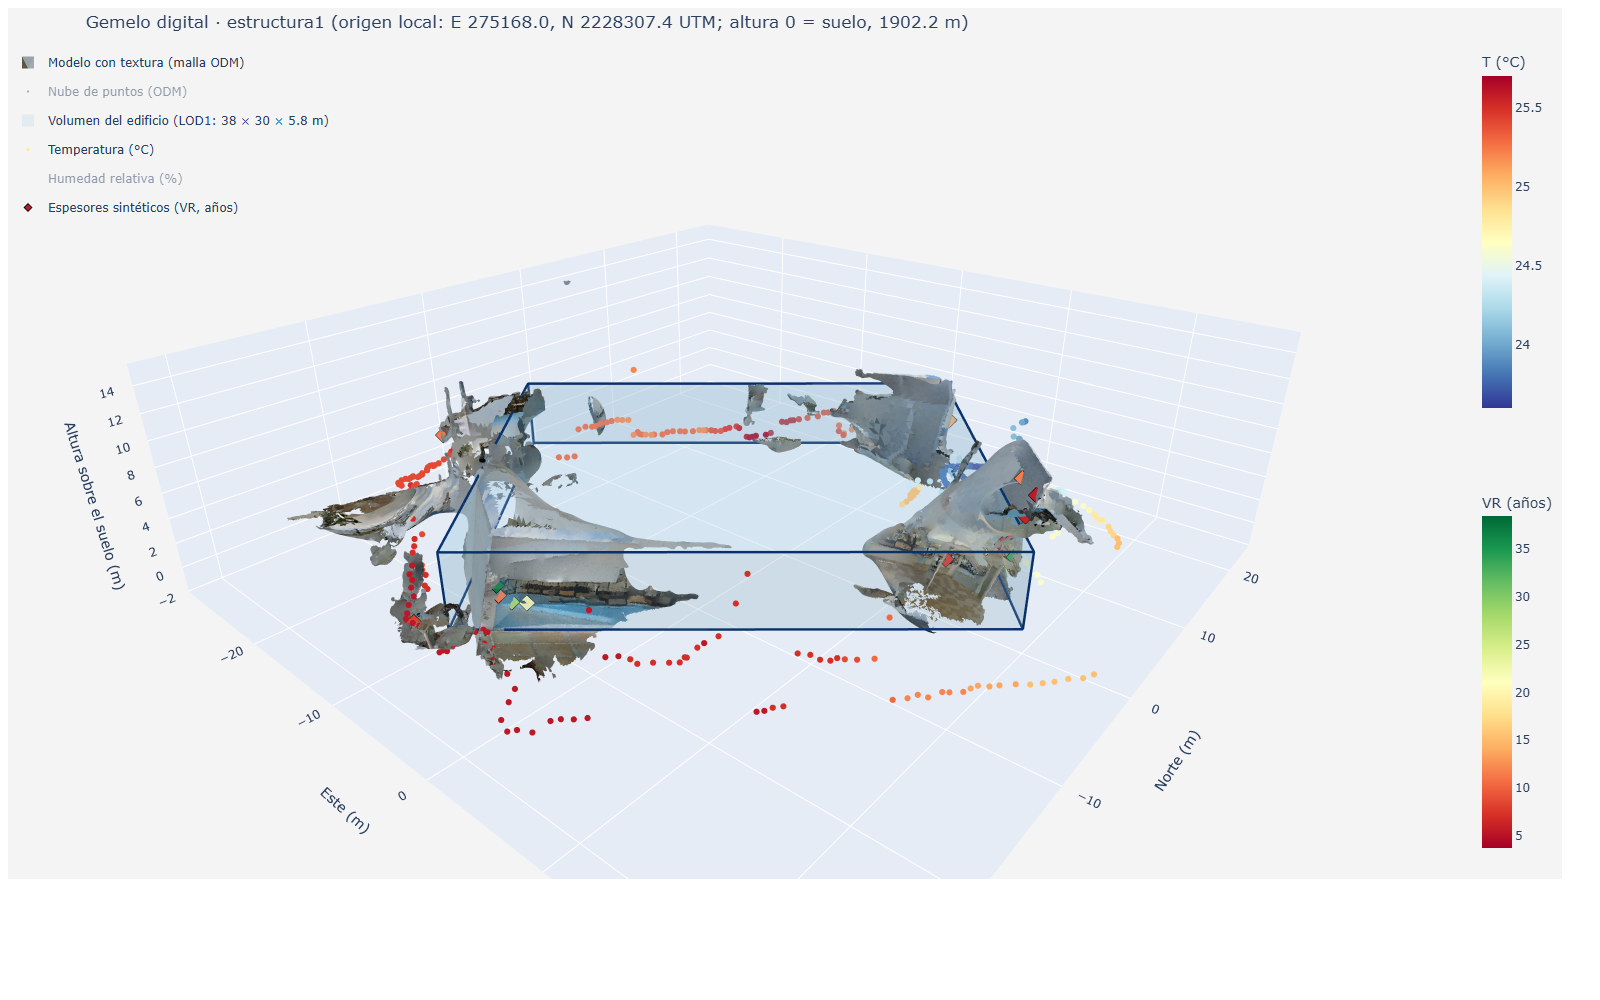 Gemelo digital · estructura1 (origen local: E 275168.0, N 2228307.4 UTM; altura 0 = suelo, 1902.2 m)
Modelo con textura (malla ODM)
Nube de puntos (ODM)
Volumen del edificio (LOD1: 38 × 30 × 5.8 m)
Temperatura (°C)
Humedad relativa (%)
Espesores sintéticos (VR, años)
T (°C)
25.5
25
24.5
24
VR (años)
35
30
25
20
15
10
5
Altura sobre el suelo (m)
14
12
10
8
6
4
2
0
−2
Este (m)
−20
−10
0
Norte (m)
20
10
0
−10